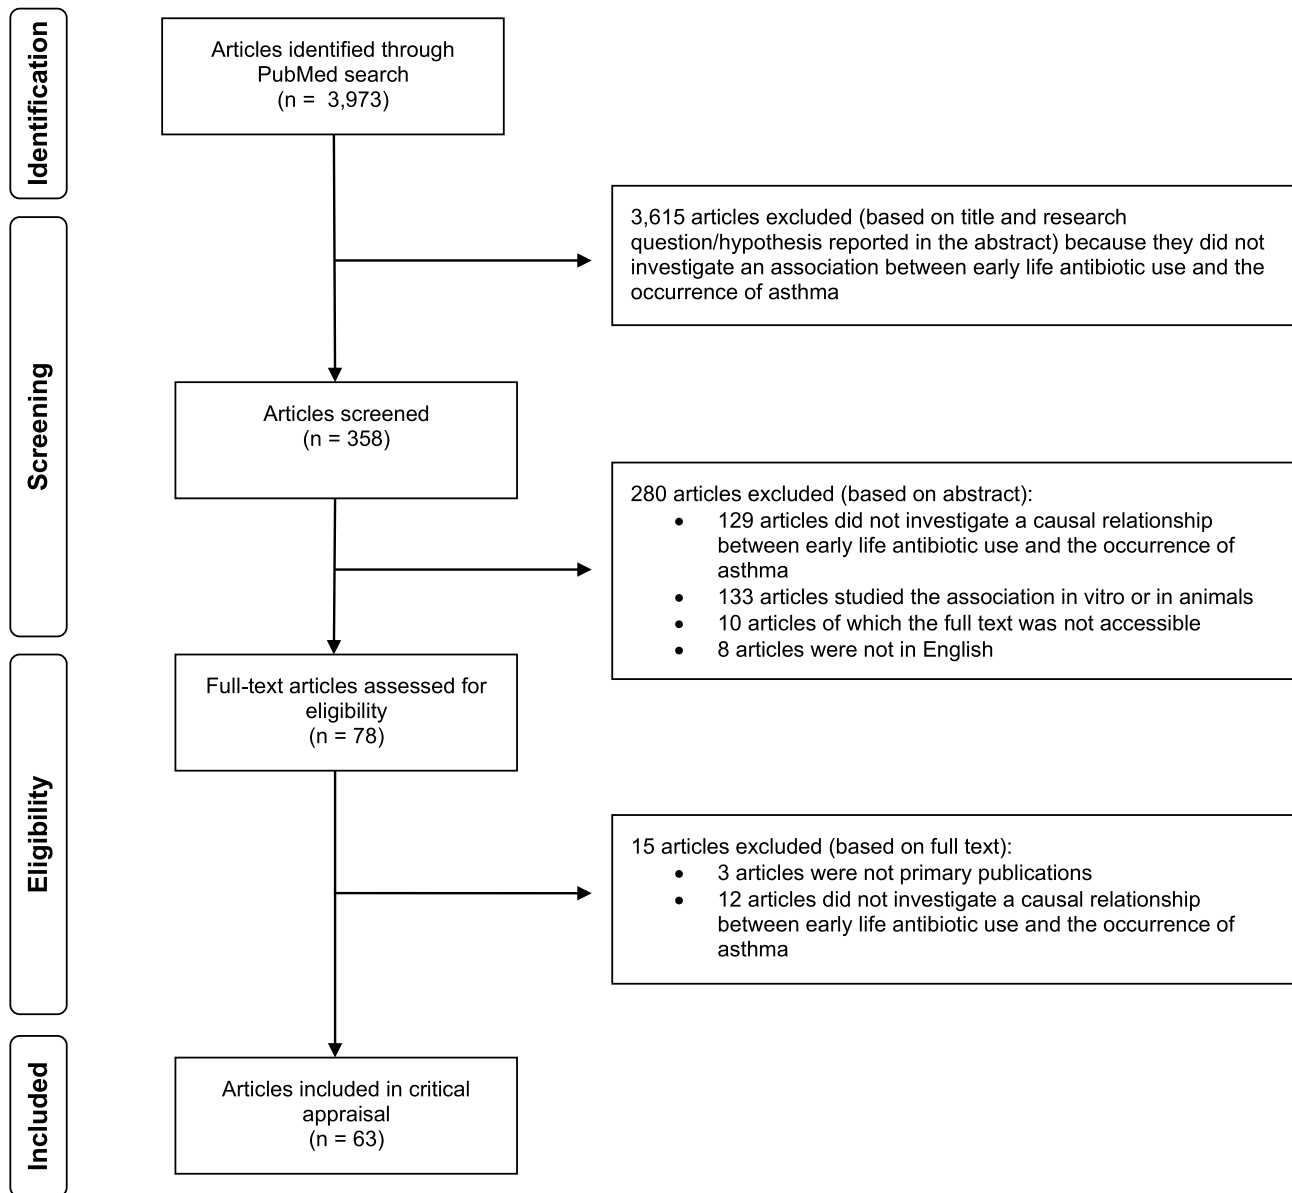 Identification
Articles identified through
PubMed search
(n =  3,973)
3,615 articles excluded (based on title and research
question/hypothesis reported in the abstract) because they did not
investigate an association between early life antibiotic use and the
occurrence of asthma
Screening
Articles screened
(n = 358)
280 articles excluded (based on abstract):
• 129 articles did not investigate a causal relationship
between early life antibiotic use and the occurrence of
asthma
• 133 articles studied the association in vitro or in animals
• 10 articles of which the full text was not accessible
• 8 articles were not in English
Eligibility
Full-text articles assessed for
eligibility
(n = 78)
15 articles excluded (based on full text):
• 3 articles were not primary publications
• 12 articles did not investigate a causal relationship
between early life antibiotic use and the occurrence of
asthma
Included
Articles included in critical
appraisal
(n = 63)